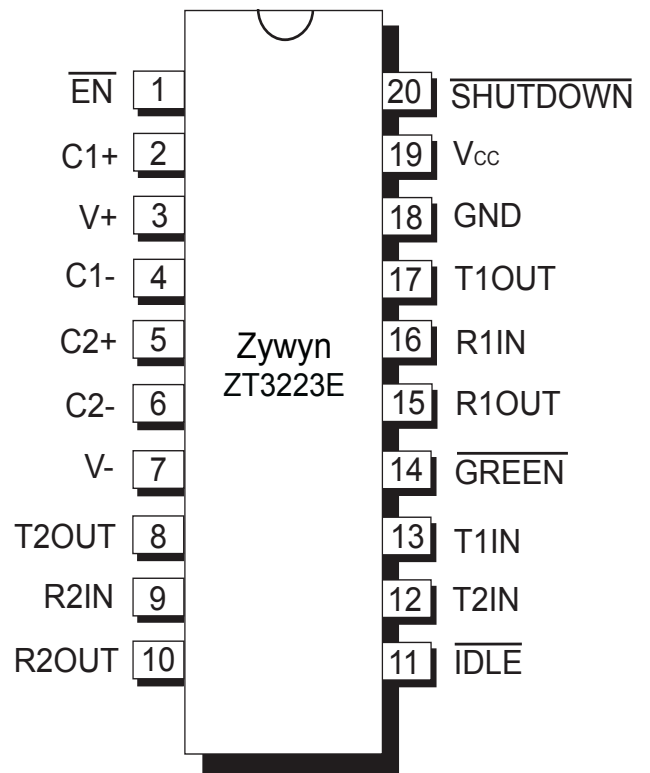 EN 1 20 SHUTDOWN
C1+ 2 19 Vcc
V+ 3 18 GND
C1- 4 17 T1OUT
C2+ 5 16 R1IN
Zywyn
ZT3223E
C2- 6 15 R1OUT
V- 7 14 GREEN
T2OUT 8 13 T1IN
R2IN 9 12 T2IN
R2OUT 10 11 IDLE